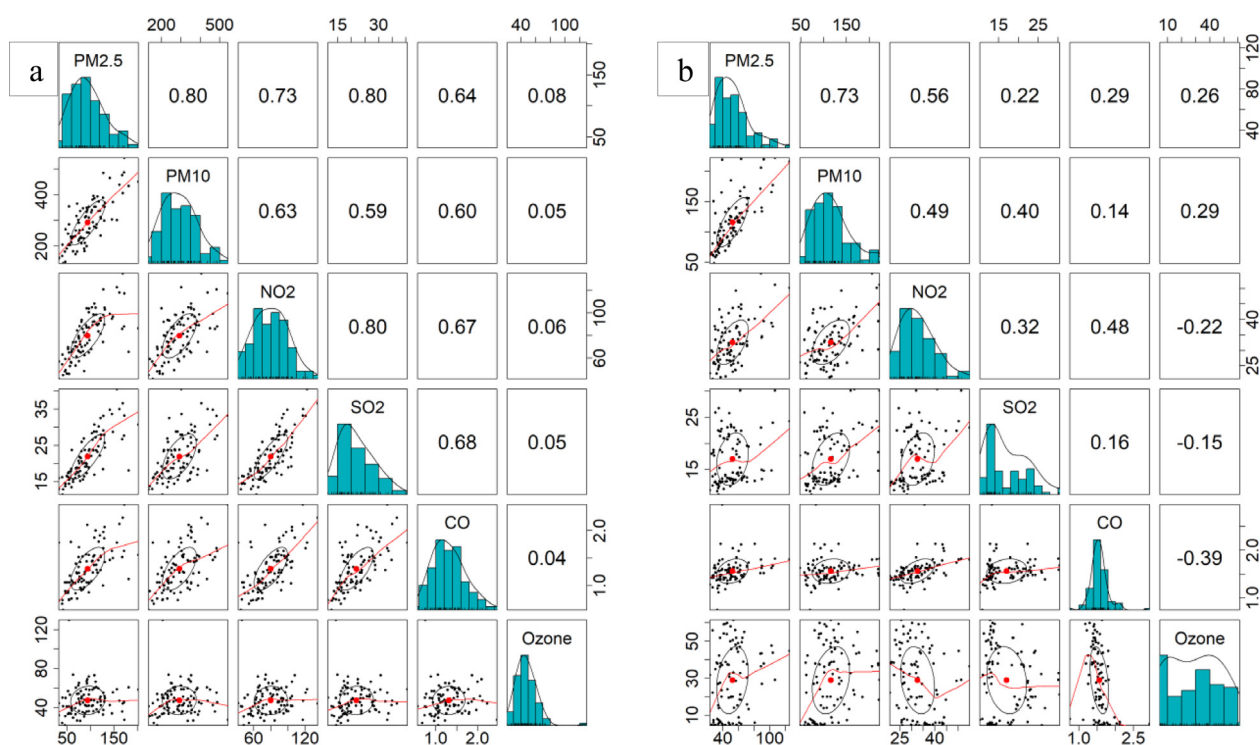 200 500 15 30 40 100
a
PM2.5
0.80 0.73 0.80 0.64 0.08
50 150
PM10
0.63 0.59 0.60 0.05
200 400
NO2
0.80 0.67 0.06
60 100
SO2
0.68 0.05
15 25 35
CO
0.04
1.0 2.0
Ozone
40 80 120
50 150 60 120 1.0 2.0
50 150 15 25 10 40
b
PM2.5
0.73 0.56 0.22 0.29 0.26
40 80 120
PM10
0.49 0.40 0.14 0.29
50 150
NO2
0.32 0.48 -0.22
25 40
SO2
0.16 -0.15
15 25
CO
-0.39
1.0 2.0
Ozone
10 30 50
40 100 25 40 1.0 2.5